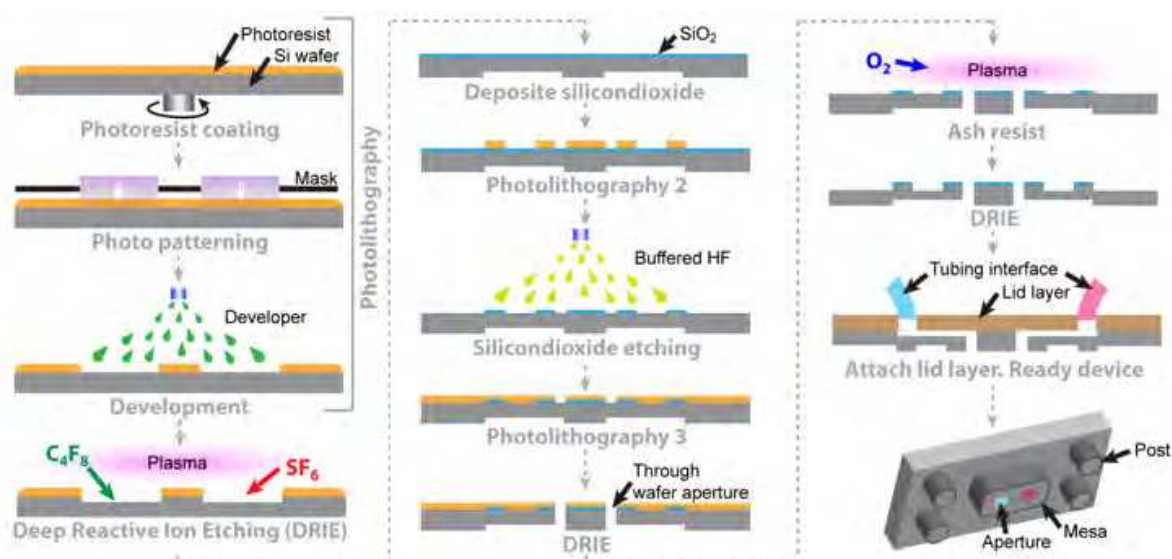 Photoresist
Si wafer
Photoresist coating
Mask
Photo patterning
Developer
Development
Photolithography
C4F8
Plasma
SF6
Deep Reactive Ion Etching (DRIE)
SiO2
Deposite silicondioxide
Photolithography 2
Buffered HF
Silicondioxide etching
Photolithography 3
Through
wafer aperture
DRIE
O2
Plasma
Ash resist
DRIE
Tubing interface
Lid layer
Attach lid layer. Ready device
Post
Mesa
Aperture